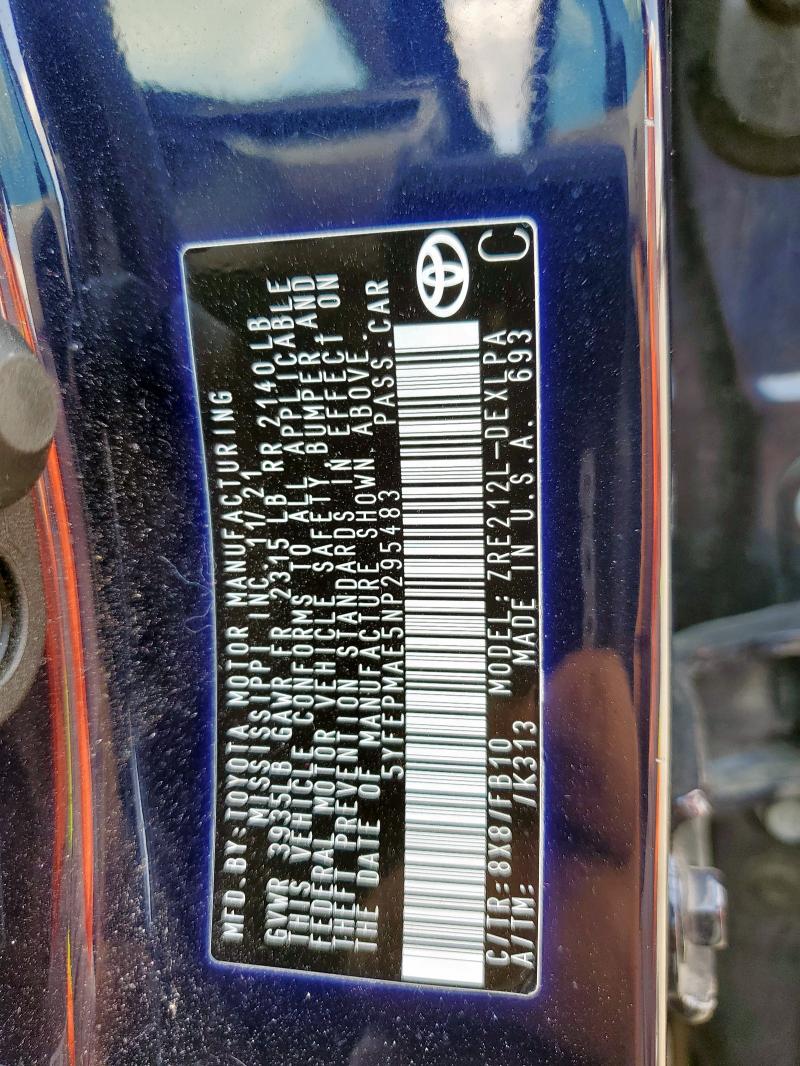 MFD.BY:TOYOTA MOTOR MANUFACTURING
MISSISSIPPI INC.11/21
GVWR 3935LB GAWR FR 2315 LB RR 2140LB
THIS VEHICLE CONFORMS TO ALL APPLICABLE
FEDERAL MOTOR VEHICLE SAFETY BUMPER AND
THEFT PREVENTION STANDARDS IN EFFECT ON
THE DATE OF MANUFACTURE SHOWN ABOVE.
5YFEPMAE5NP295483 PASS.CAR
C/TR:8X8/FB10 MODEL:ZRE212L-DEXLPA
A/TM: /K313 MADE IN U.S.A. 693
C